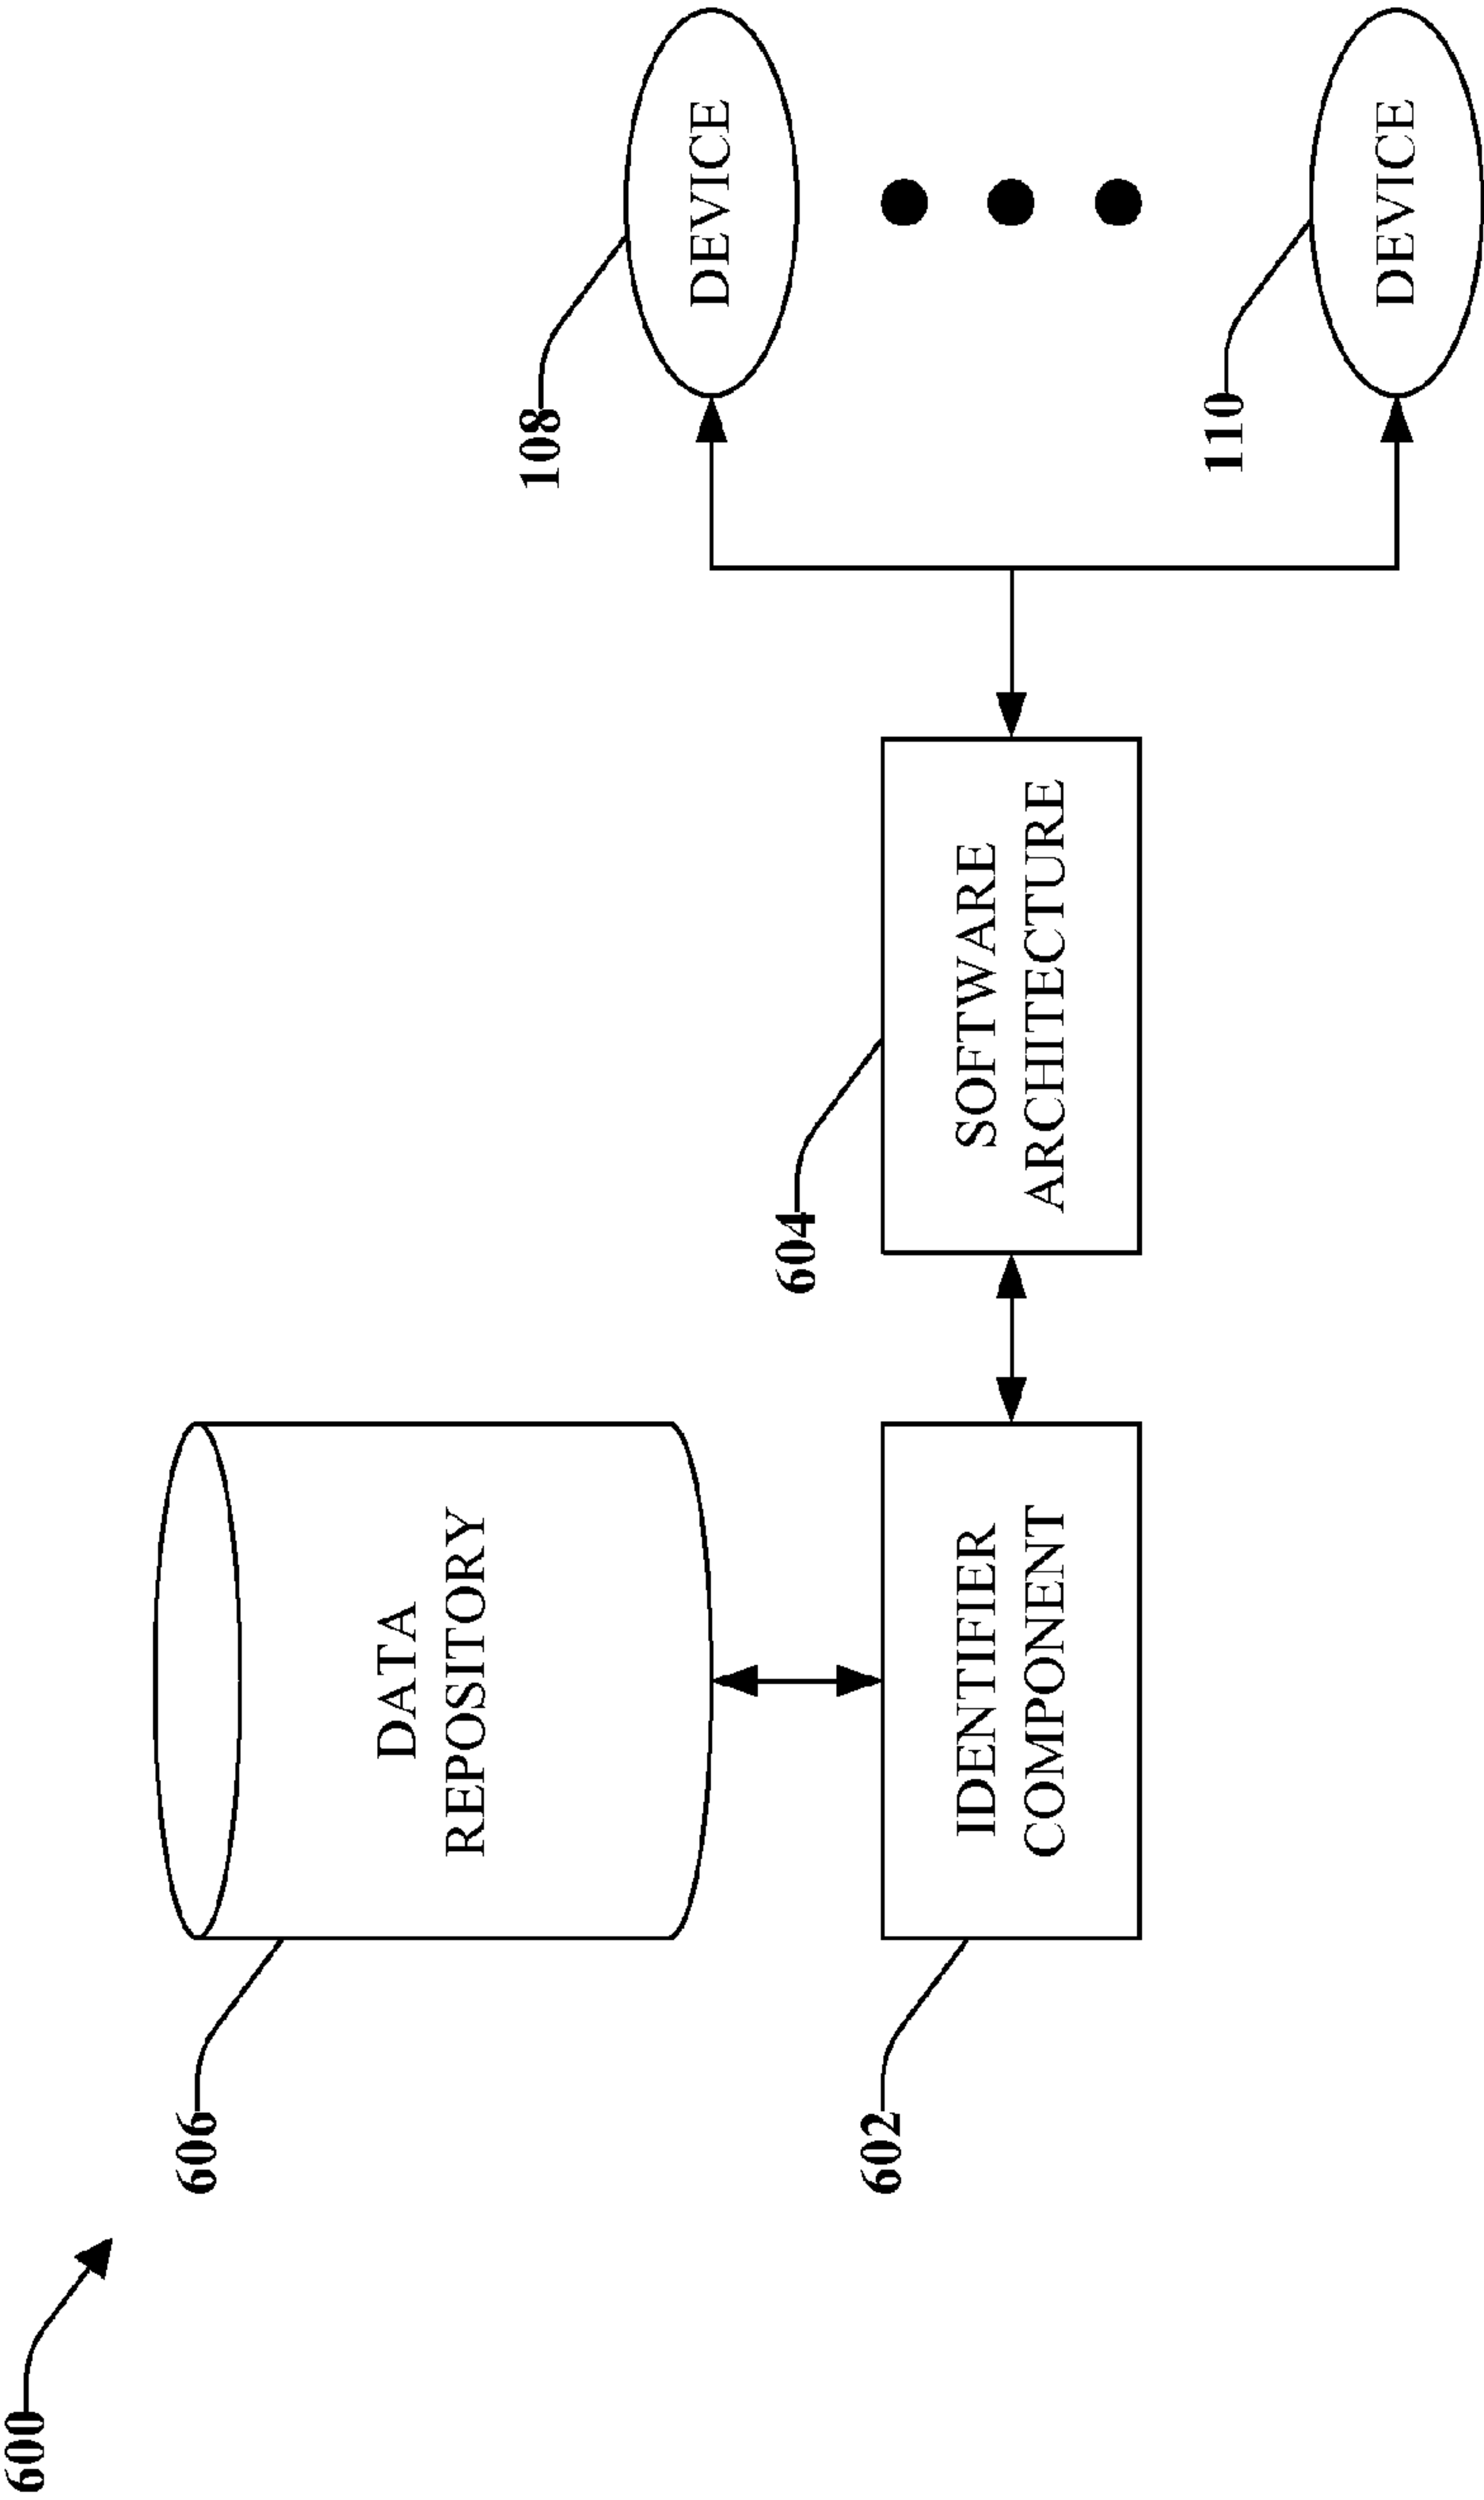 600
606
DATA
REPOSITORY
108
DEVICE
604
602
IDENTIFIER
COMPONENT
SOFTWARE
ARCHITECTURE
110
DEVICE